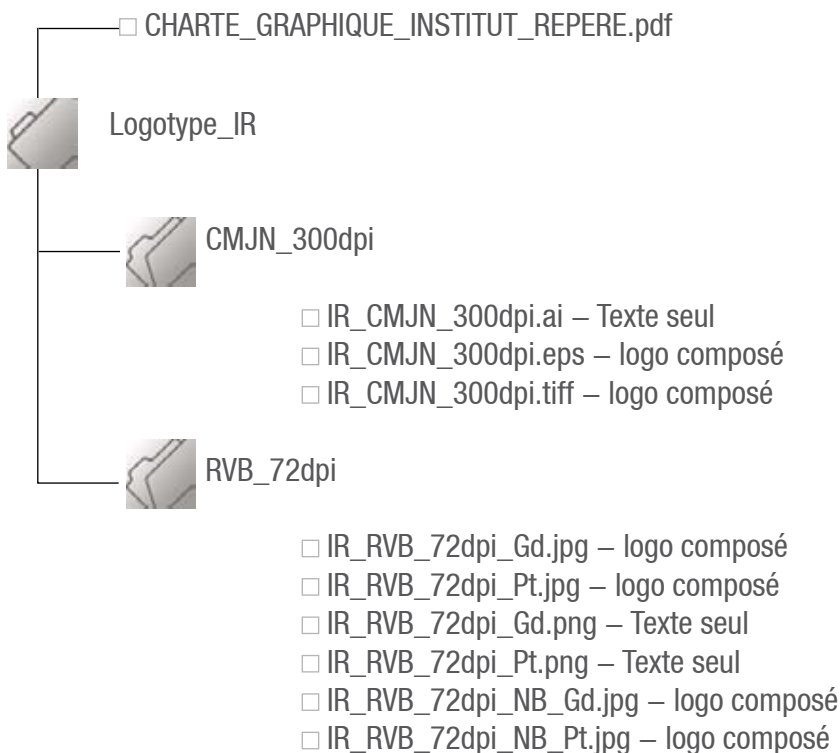 CHARTE_GRAPHIQUE_INSTITUT_REPERE.pdf
Logotype_IR
CMJN_300dpi
IR_CMJN_300dpi.ai – Texte seul
IR_CMJN_300dpi.eps – logo composé
IR_CMJN_300dpi.tiff – logo composé
RVB_72dpi
IR_RVB_72dpi_Gd.jpg – logo composé
IR_RVB_72dpi_Pt.jpg – logo composé
IR_RVB_72dpi_Gd.png – Texte seul
IR_RVB_72dpi_Pt.png – Texte seul
IR_RVB_72dpi_NB_Gd.jpg – logo composé
IR_RVB_72dpi_NB_Pt.jpg – logo composé